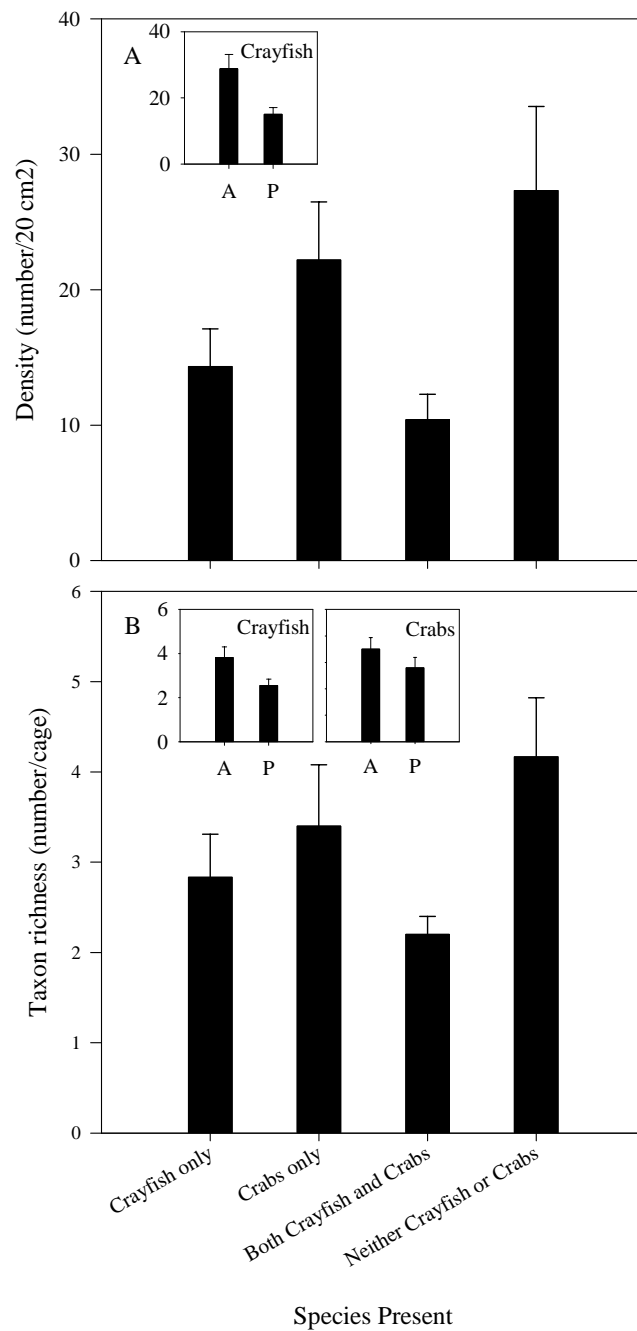 40
30
20
10
0
Density (number/20 cm2)
A
Crayfish
40
20
0
A P
6
5
4
3
2
1
0
Taxon richness (number/cage)
B
Crayfish
6
4
2
0
A P
Crabs
A P
Crayfish only
Crabs only
Both Crayfish and Crabs
Neither Crayfish or Crabs
Species Present